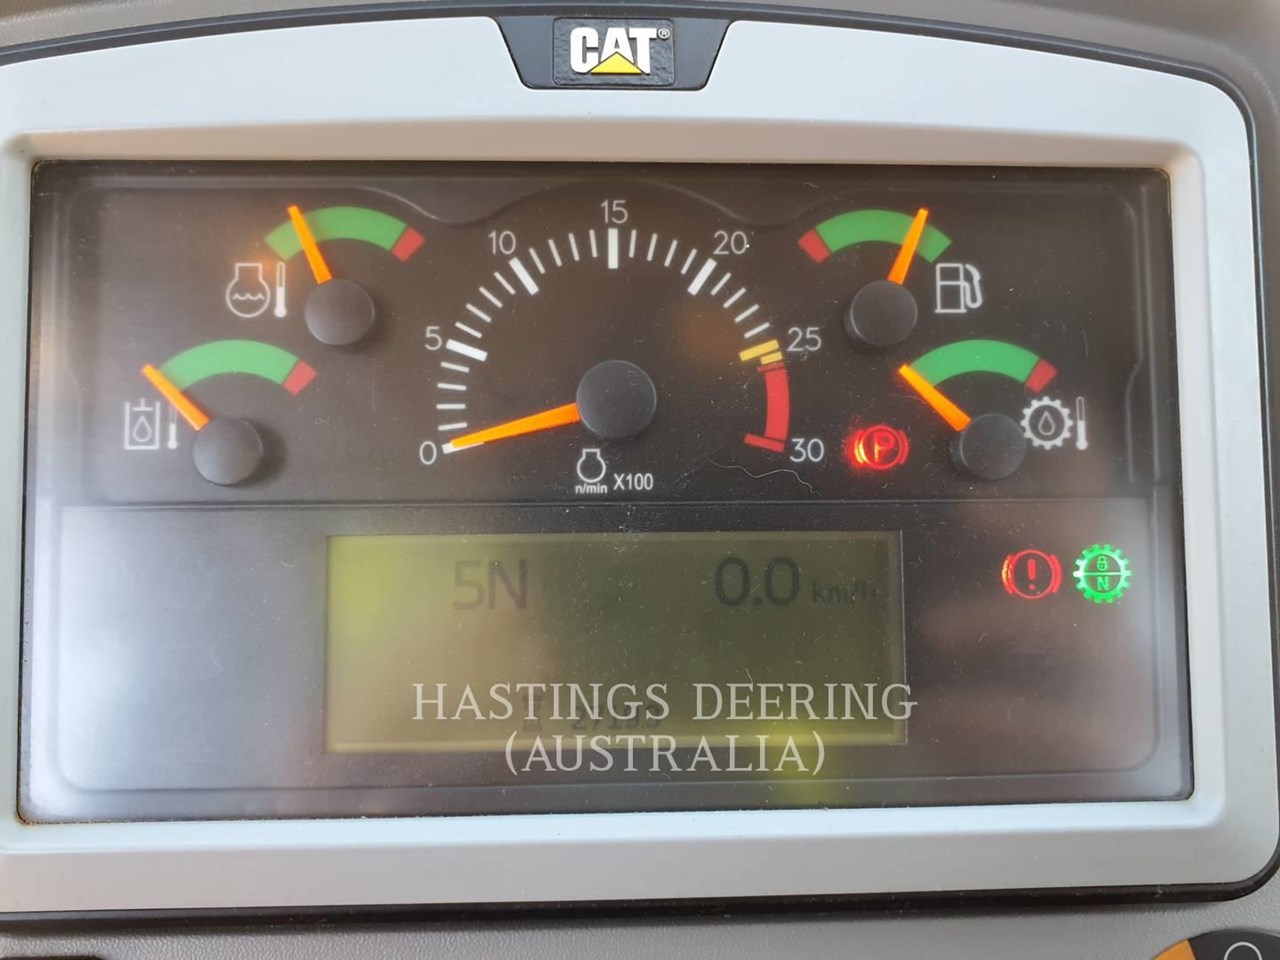 CAT®
15
10
20
5
25
0
30
P
n/min X100
5N
0.0 km/h
N
HASTINGS DEERING
(AUSTRALIA)